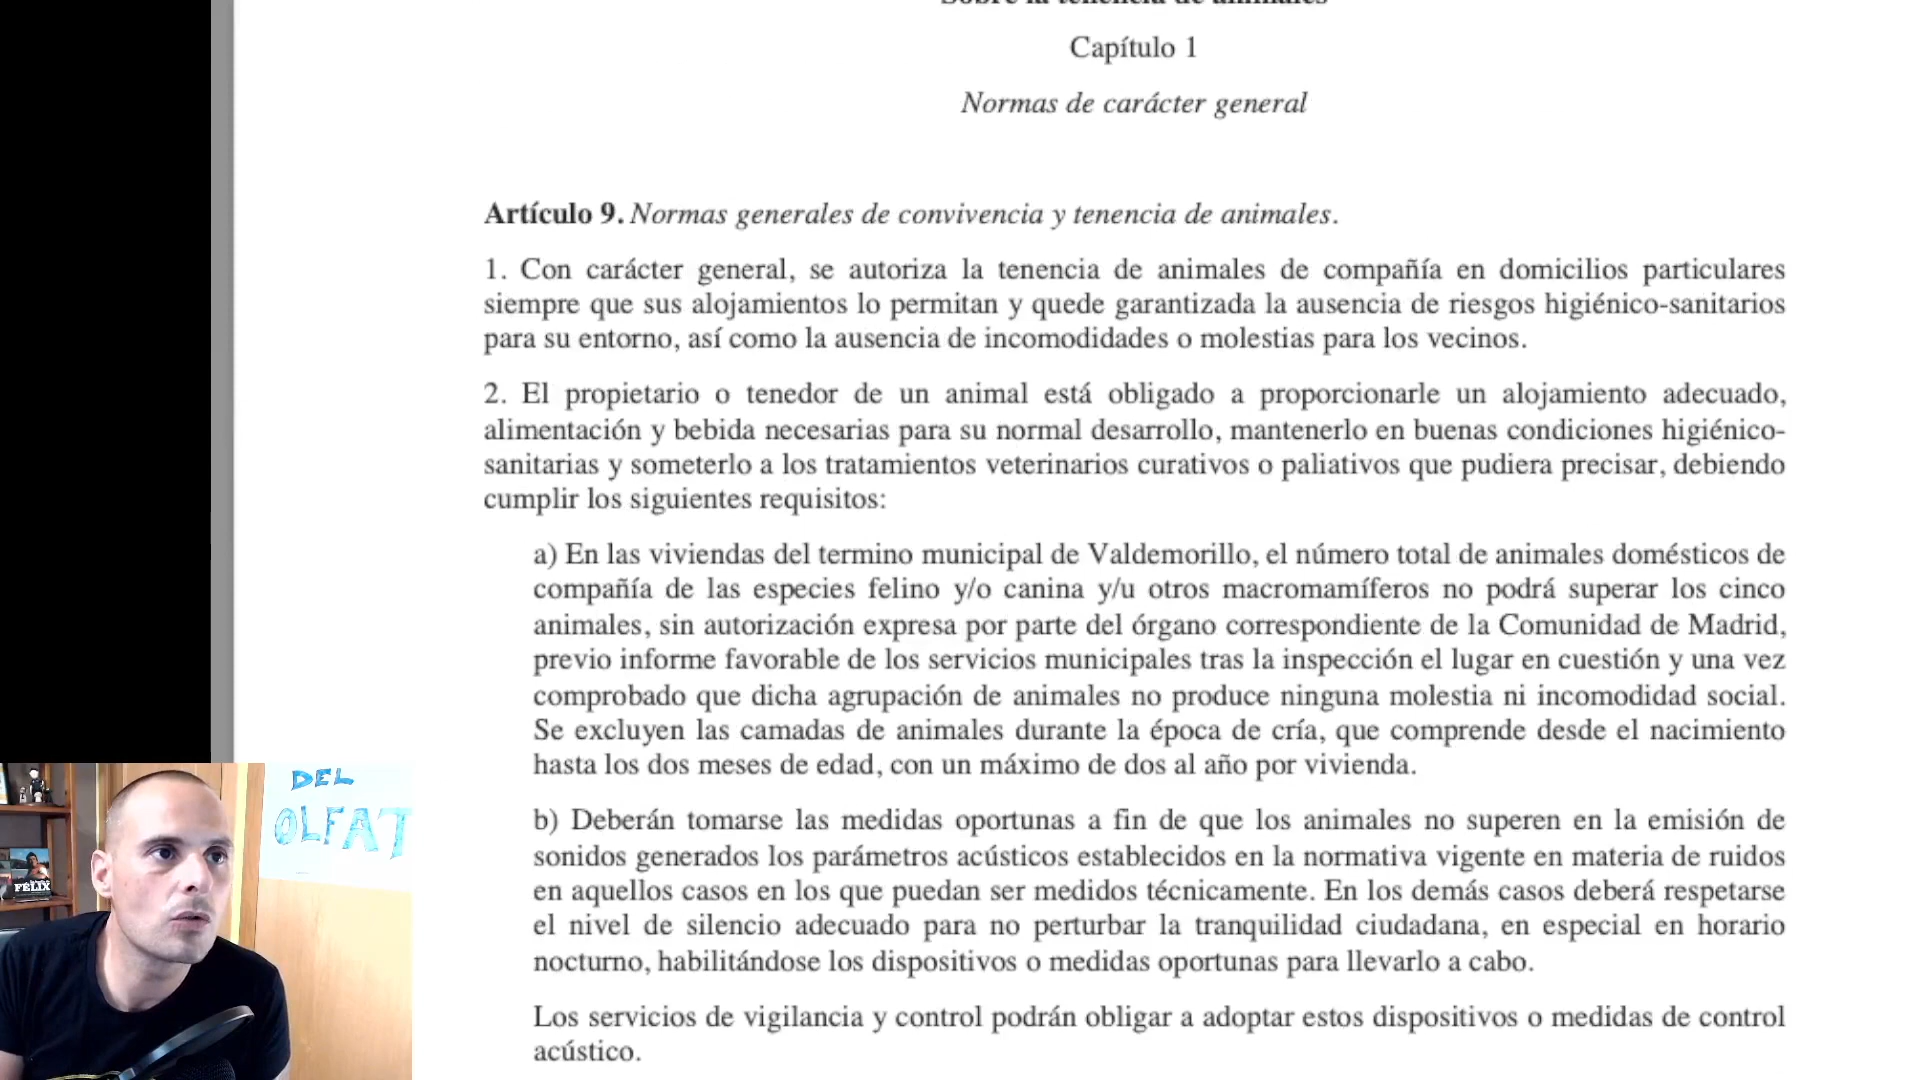 Sobre la tenencia de animales
Capítulo 1
Normas de carácter general
Artículo 9. Normas generales de convivencia y tenencia de animales.
1. Con carácter general, se autoriza la tenencia de animales de compañía en domicilios particulares
siempre que sus alojamientos lo permitan y quede garantizada la ausencia de riesgos higiénico-sanitarios
para su entorno, así como la ausencia de incomodidades o molestias para los vecinos.
2. El propietario o tenedor de un animal está obligado a proporcionarle un alojamiento adecuado,
alimentación y bebida necesarias para su normal desarrollo, mantenerlo en buenas condiciones higiénico-
sanitarias y someterlo a los tratamientos veterinarios curativos o paliativos que pudiera precisar, debiendo
cumplir los siguientes requisitos:
a) En las viviendas del termino municipal de Valdemorillo, el número total de animales domésticos de
compañía de las especies felino y/o canina y/u otros macromamíferos no podrá superar los cinco
animales, sin autorización expresa por parte del órgano correspondiente de la Comunidad de Madrid,
previo informe favorable de los servicios municipales tras la inspección el lugar en cuestión y una vez
comprobado que dicha agrupación de animales no produce ninguna molestia ni incomodidad social.
Se excluyen las camadas de animales durante la época de cría, que comprende desde el nacimiento
hasta los dos meses de edad, con un máximo de dos al año por vivienda.
b) Deberán tomarse las medidas oportunas a fin de que los animales no superen en la emisión de
sonidos generados los parámetros acústicos establecidos en la normativa vigente en materia de ruidos
en aquellos casos en los que puedan ser medidos técnicamente. En los demás casos deberá respetarse
el nivel de silencio adecuado para no perturbar la tranquilidad ciudadana, en especial en horario
nocturno, habilitándose los dispositivos o medidas oportunas para llevarlo a cabo.
Los servicios de vigilancia y control podrán obligar a adoptar estos dispositivos o medidas de control
acústico.
DEL
OLFAT
FÉLIX